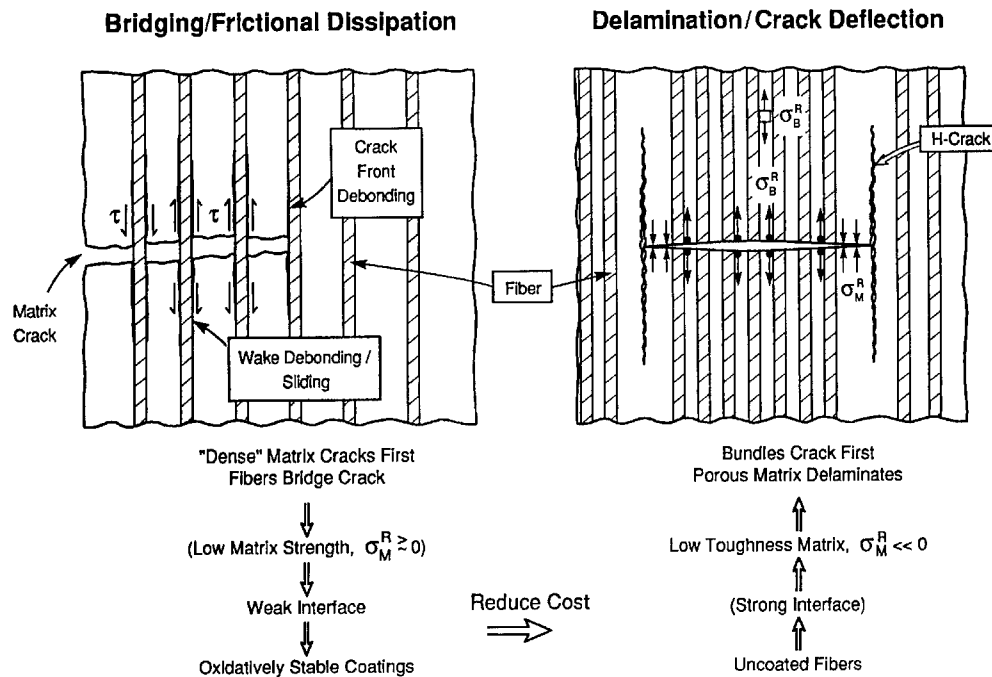 Bridging/Frictional Dissipation
Delamination/Crack Deflection
τ
τ
Crack
Front
Debonding
Matrix
Crack
Fiber
Wake Debonding /
Sliding
σ_B^R
σ_B^R
H-Crack
σ_M^R
"Dense" Matrix Cracks First
Fibers Bridge Crack
(Low Matrix Strength, σ_M^R ≳ 0)
Weak Interface
Oxidatively Stable Coatings
Reduce Cost
Bundles Crack First
Porous Matrix Delaminates
Low Toughness Matrix, σ_M^R << 0
(Strong Interface)
Uncoated Fibers